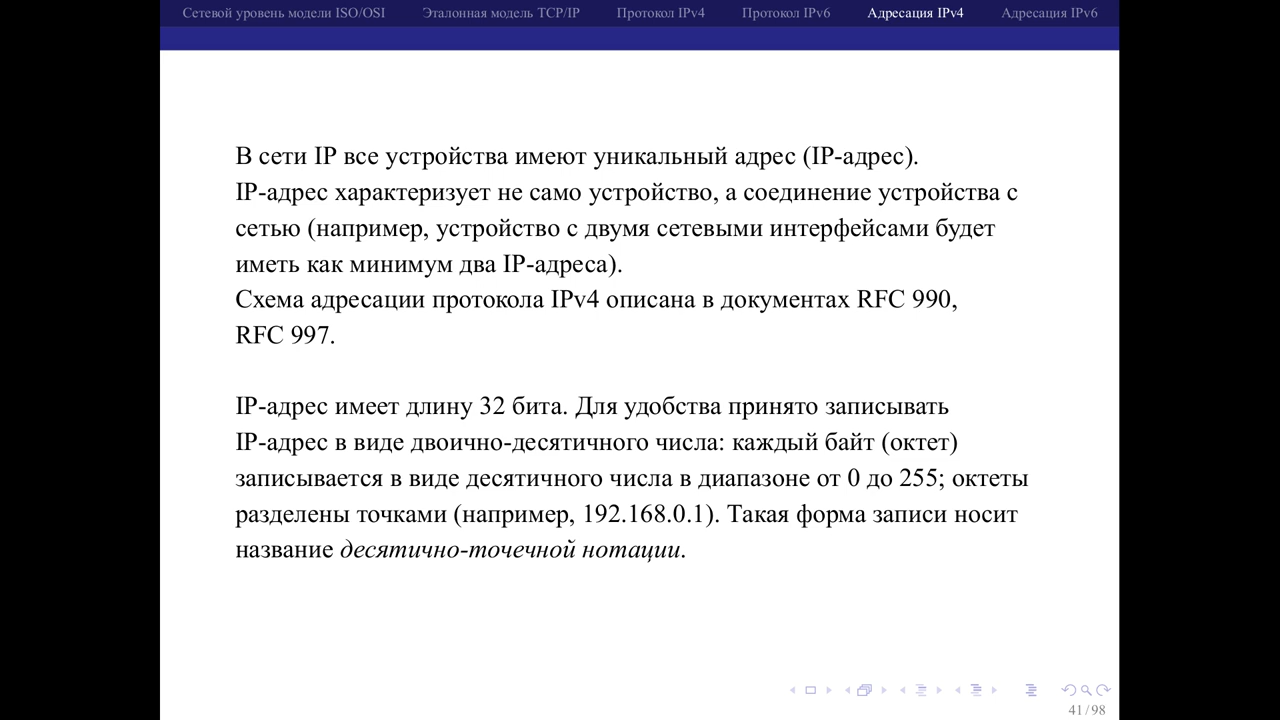 Сетевой уровень модели ISO/OSI Эталонная модель TCP/IP Протокол IPv4 Протокол IPv6 Адресация IPv4 Адресация IPv6
В сети IP все устройства имеют уникальный адрес (IP-адрес).
IP-адрес характеризует не само устройство, а соединение устройства с
сетью (например, устройство с двумя сетевыми интерфейсами будет
иметь как минимум два IP-адреса).
Схема адресации протокола IPv4 описана в документах RFC 990,
RFC 997.
IP-адрес имеет длину 32 бита. Для удобства принято записывать
IP-адрес в виде двоично-десятичного числа: каждый байт (октет)
записывается в виде десятичного числа в диапазоне от 0 до 255; октеты
разделены точками (например, 192.168.0.1). Такая форма записи носит
название десятично-точечной нотации.
41 / 98